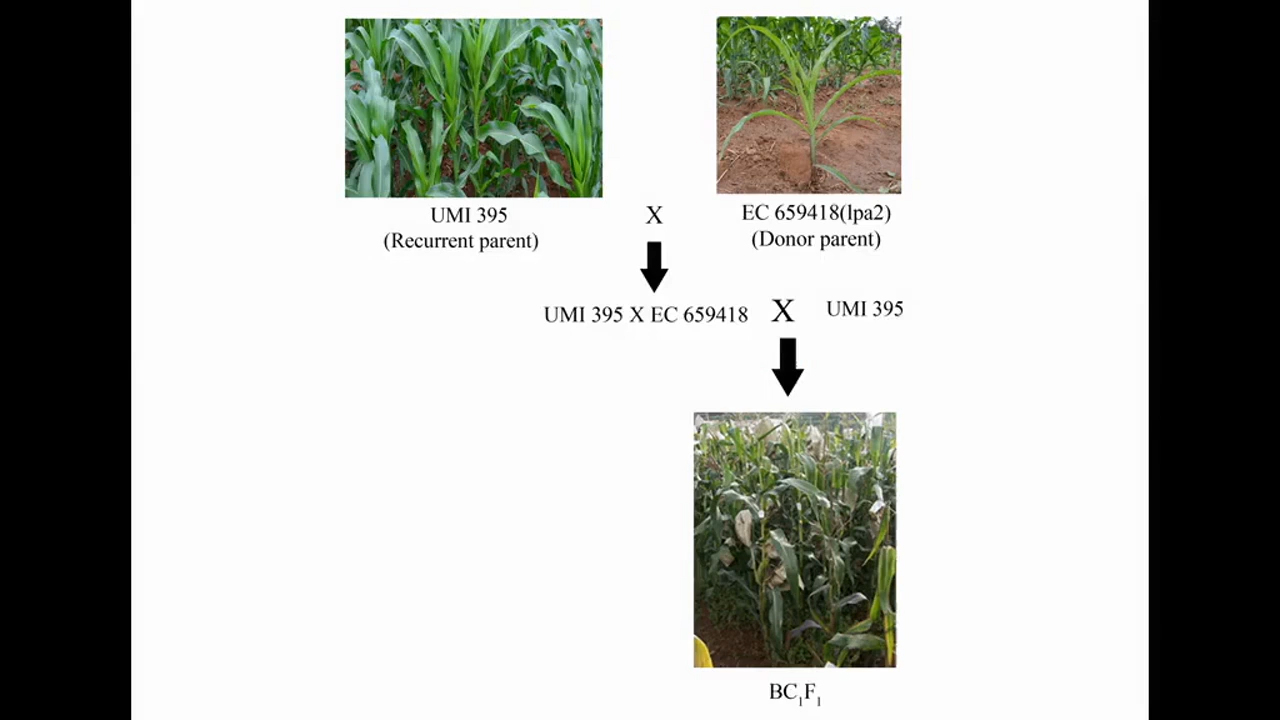 UMI 395
(Recurrent parent)
X
EC 659418(lpa2)
(Donor parent)
UMI 395 X EC 659418
X
UMI 395
BC₁F₁